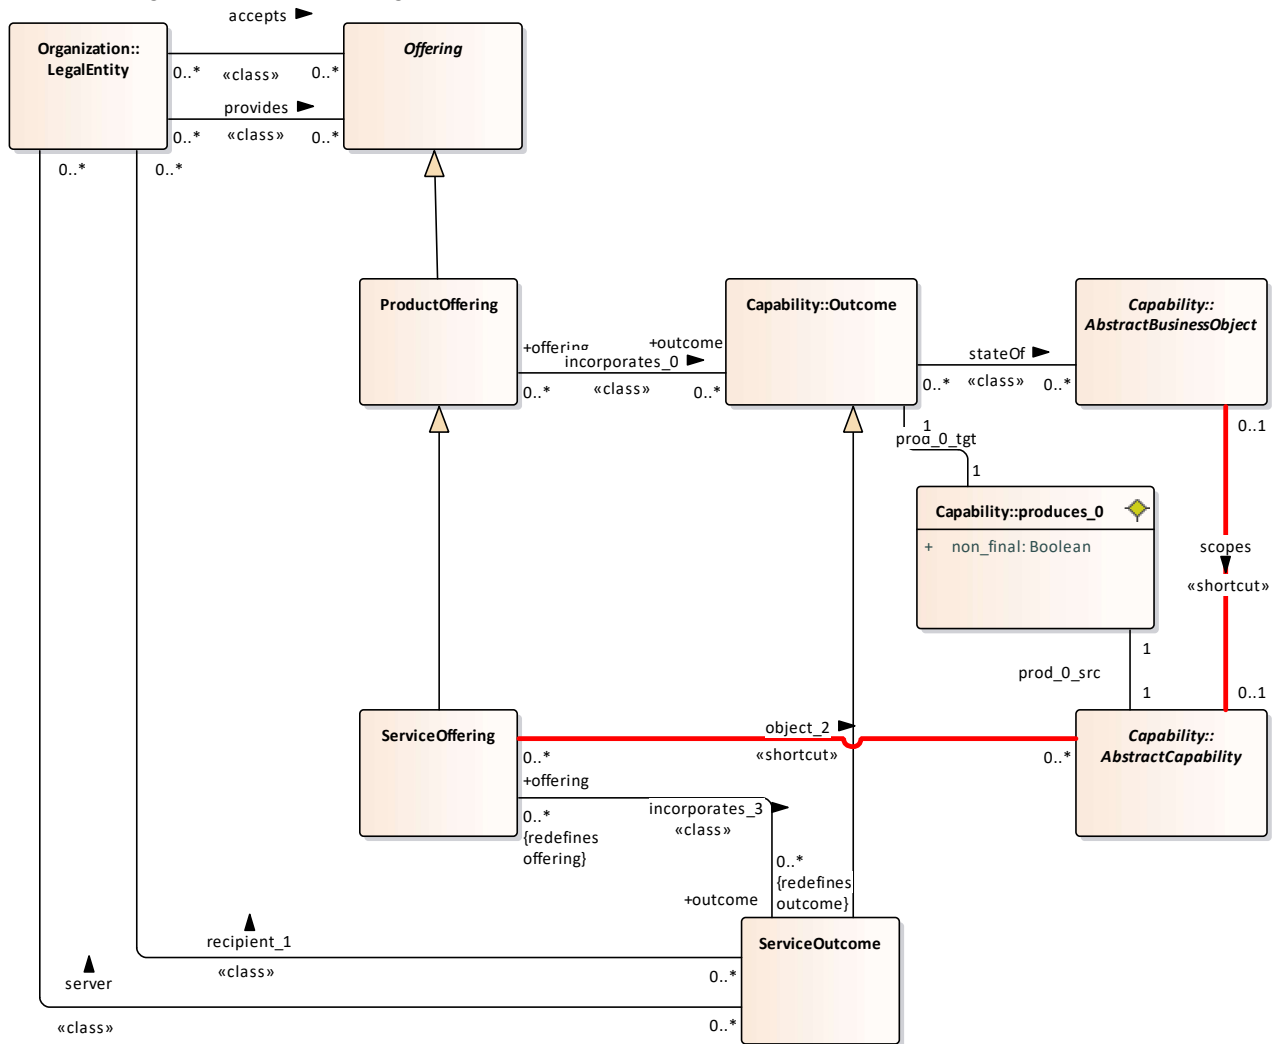 accepts
Organization::
LegalEntity
Offering
0..*
«class»
0..*
provides
0..*
«class»
0..*
0..*
0..*
ProductOffering
Capability::Outcome
Capability::
AbstractBusinessObject
+offering
+outcome
incorporates_0
stateOf
0..*
«class»
0..*
0..*
«class»
0..*
1
0..1
prod_0_tgt
1
Capability::produces_0
+ non_final: Boolean
scopes
«shortcut»
1
prod_0_src
1
0..1
ServiceOffering
object_2
Capability::
AbstractCapability
0..*
«shortcut»
0..*
+offering
incorporates_3
0..*
«class»
{redefines
offering}
0..*
{redefines
outcome}
+outcome
recipient_1
ServiceOutcome
«class»
0..*
server
0..*
«class»